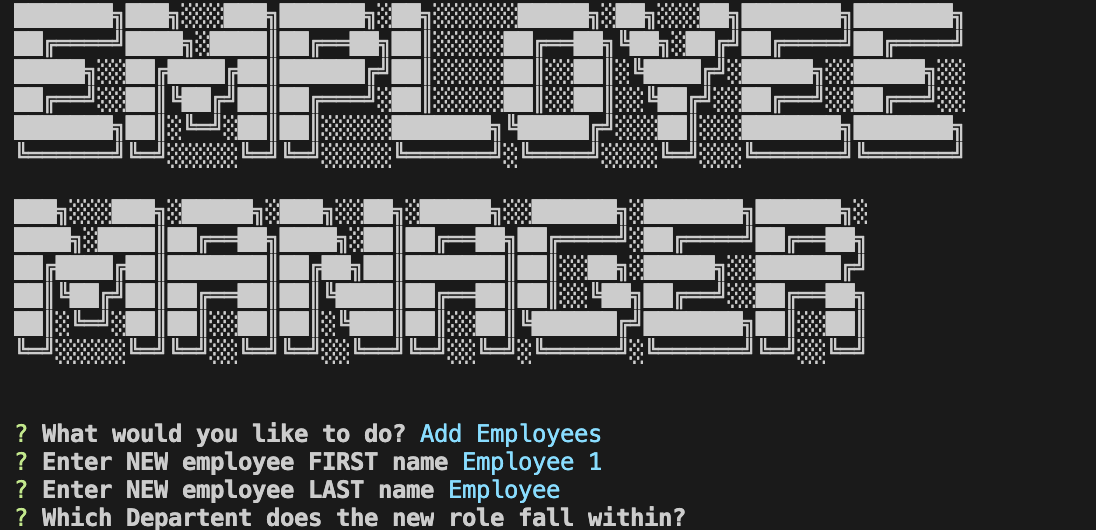 EMPLOYEE
MANAGER
? What would you like to do? Add Employees
? Enter NEW employee FIRST name Employee 1
? Enter NEW employee LAST name Employee
? Which Departent does the new role fall within?